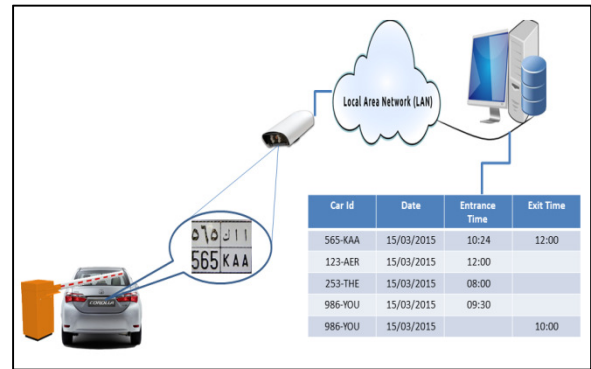 Local Area Network (LAN)
٥٦٥ ا ا ك
565 KAA
COROLLA
Car Id Date Entrance Time Exit Time
565-KAA 15/03/2015 10:24 12:00
123-AER 15/03/2015 12:00
253-THE 15/03/2015 08:00
986-YOU 15/03/2015 09:30
986-YOU 15/03/2015 10:00